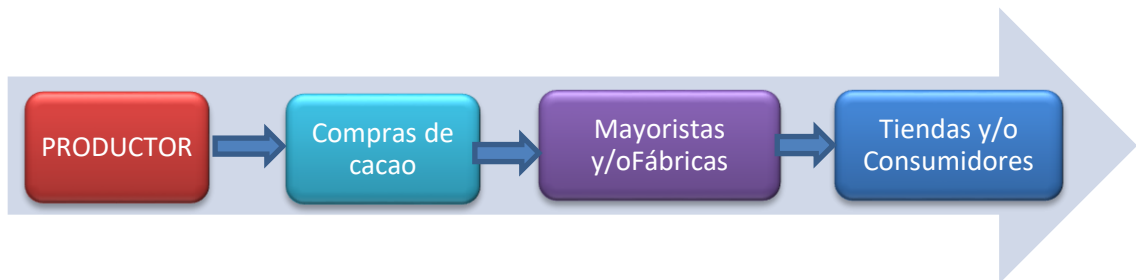 PRODUCTOR
Compras de
cacao
Mayoristas
y/oFábricas
Tiendas y/o
Consumidores